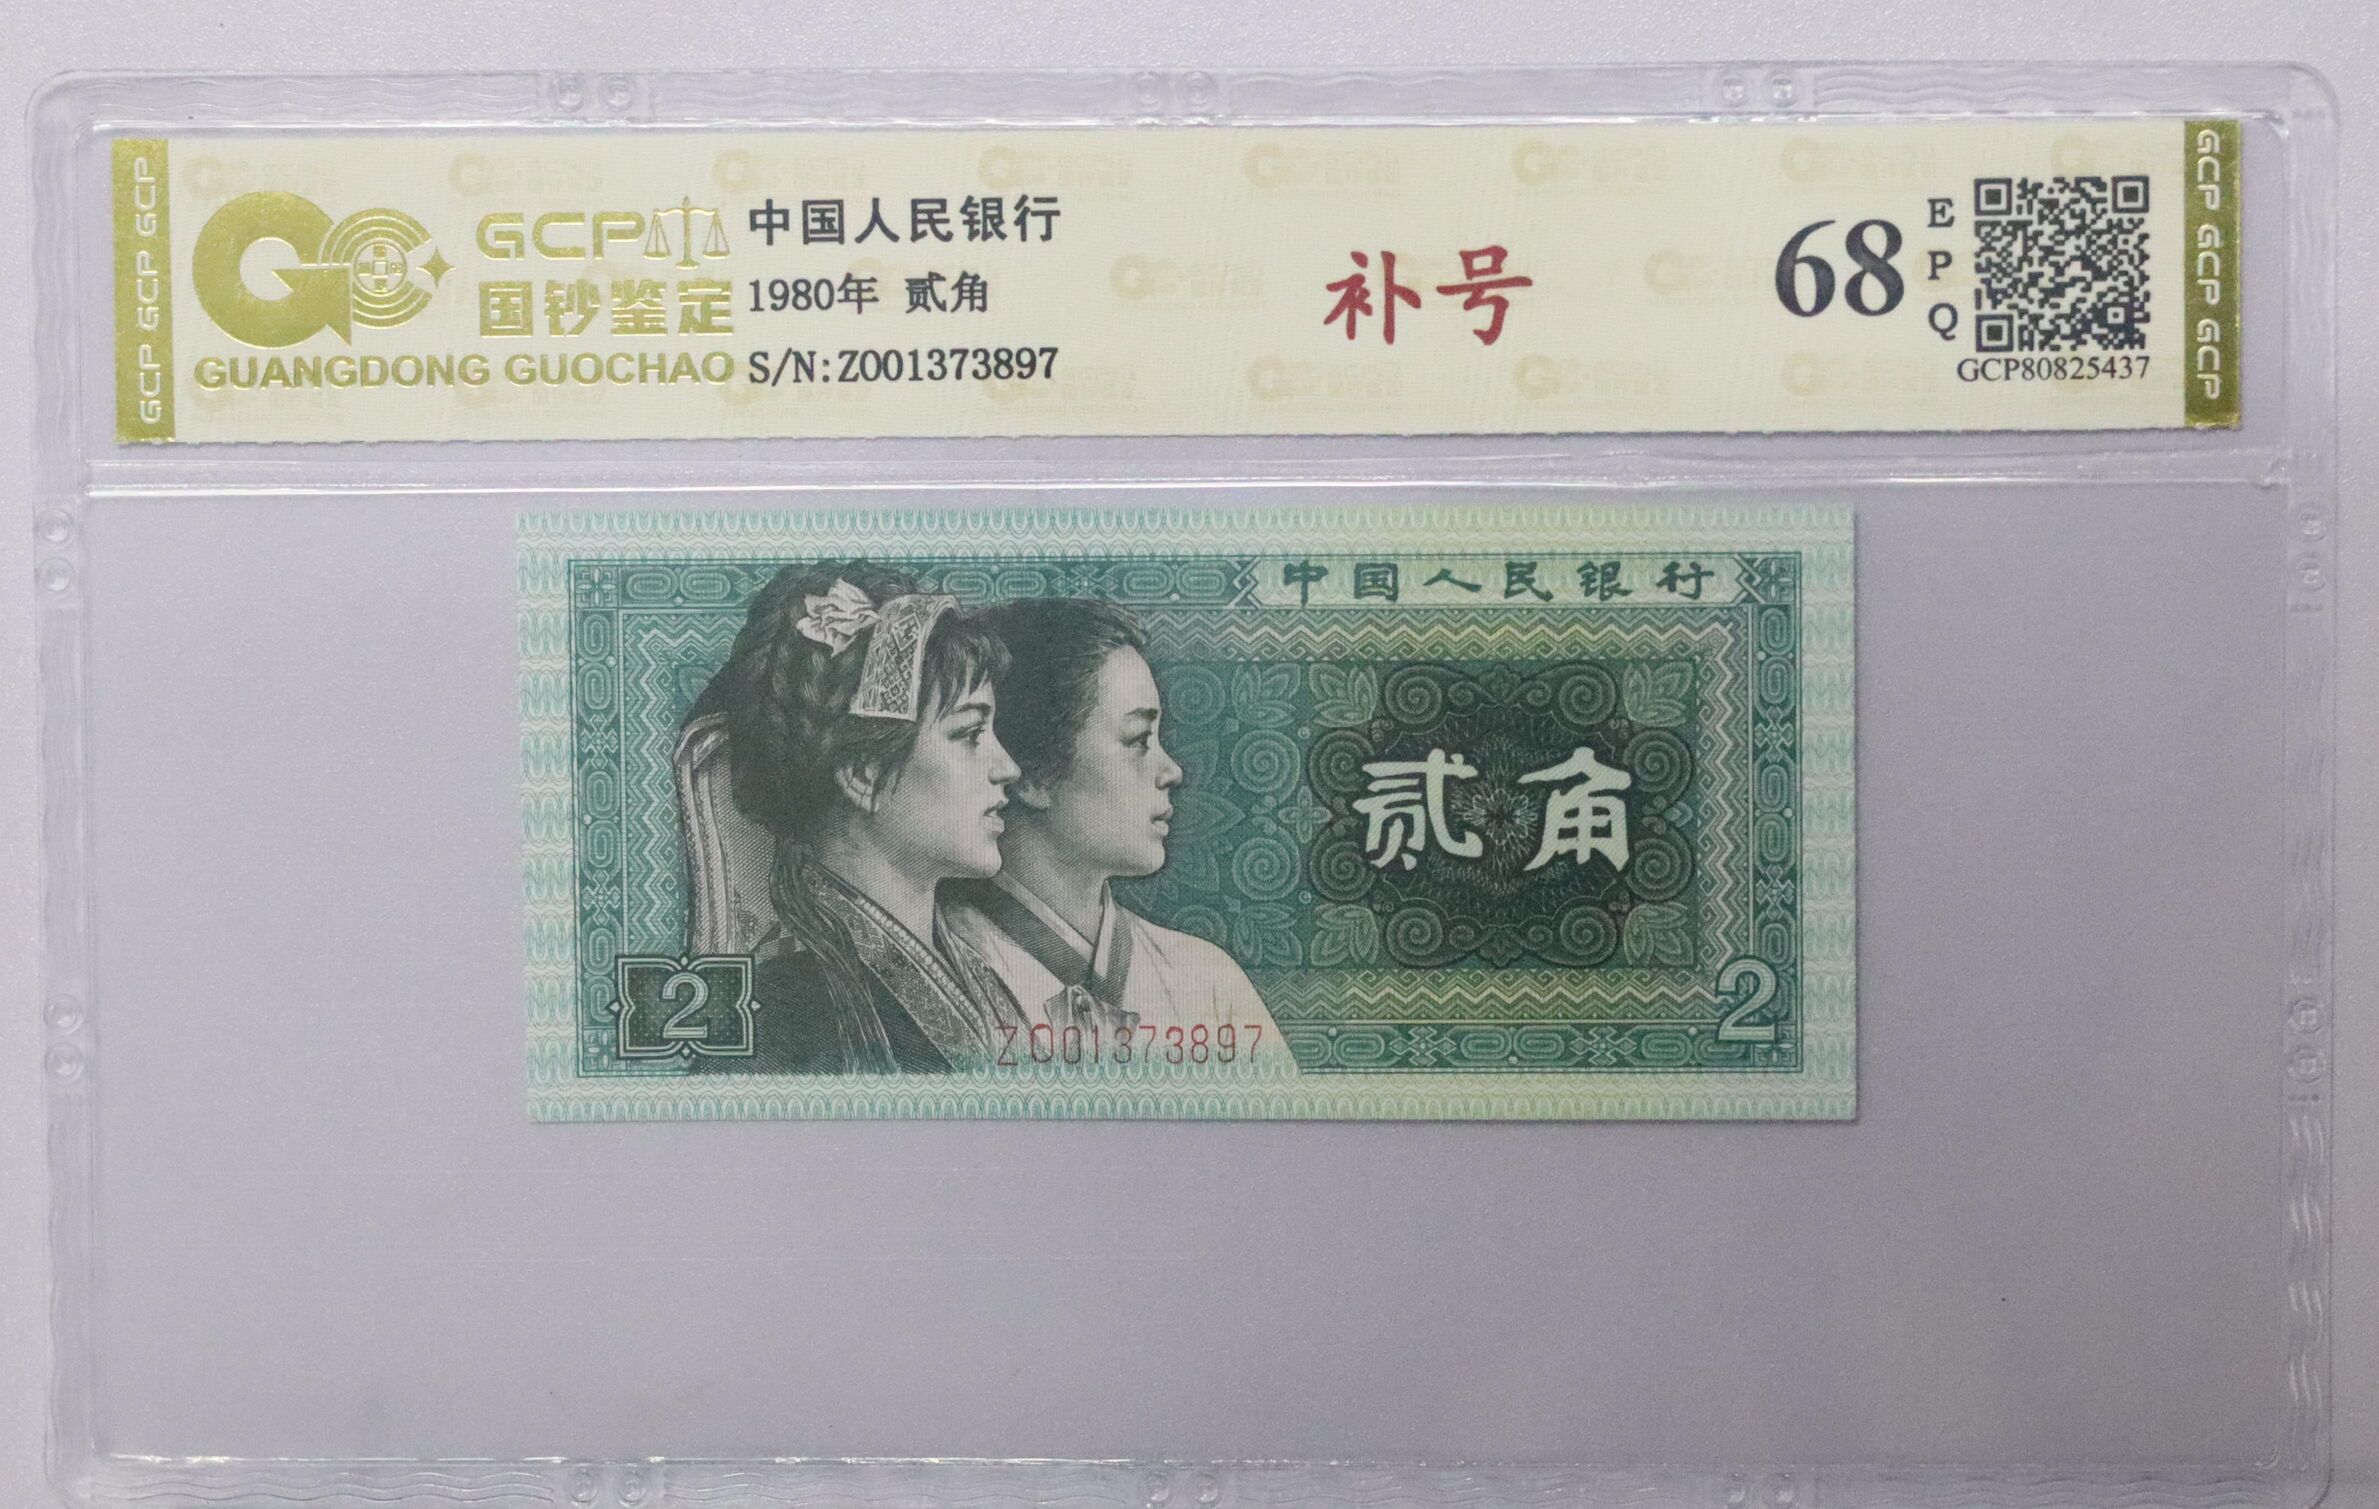 GCP GCP GCP
GCP
国钞鉴定
GUANGDONG GUOCHAO
中国人民银行
1980年 贰角
S/N:ZO01373897
补号
68
E
P
Q
GCP80825437
GCP GCP GCP
中国人民银行
贰角
2
2
ZO01373897